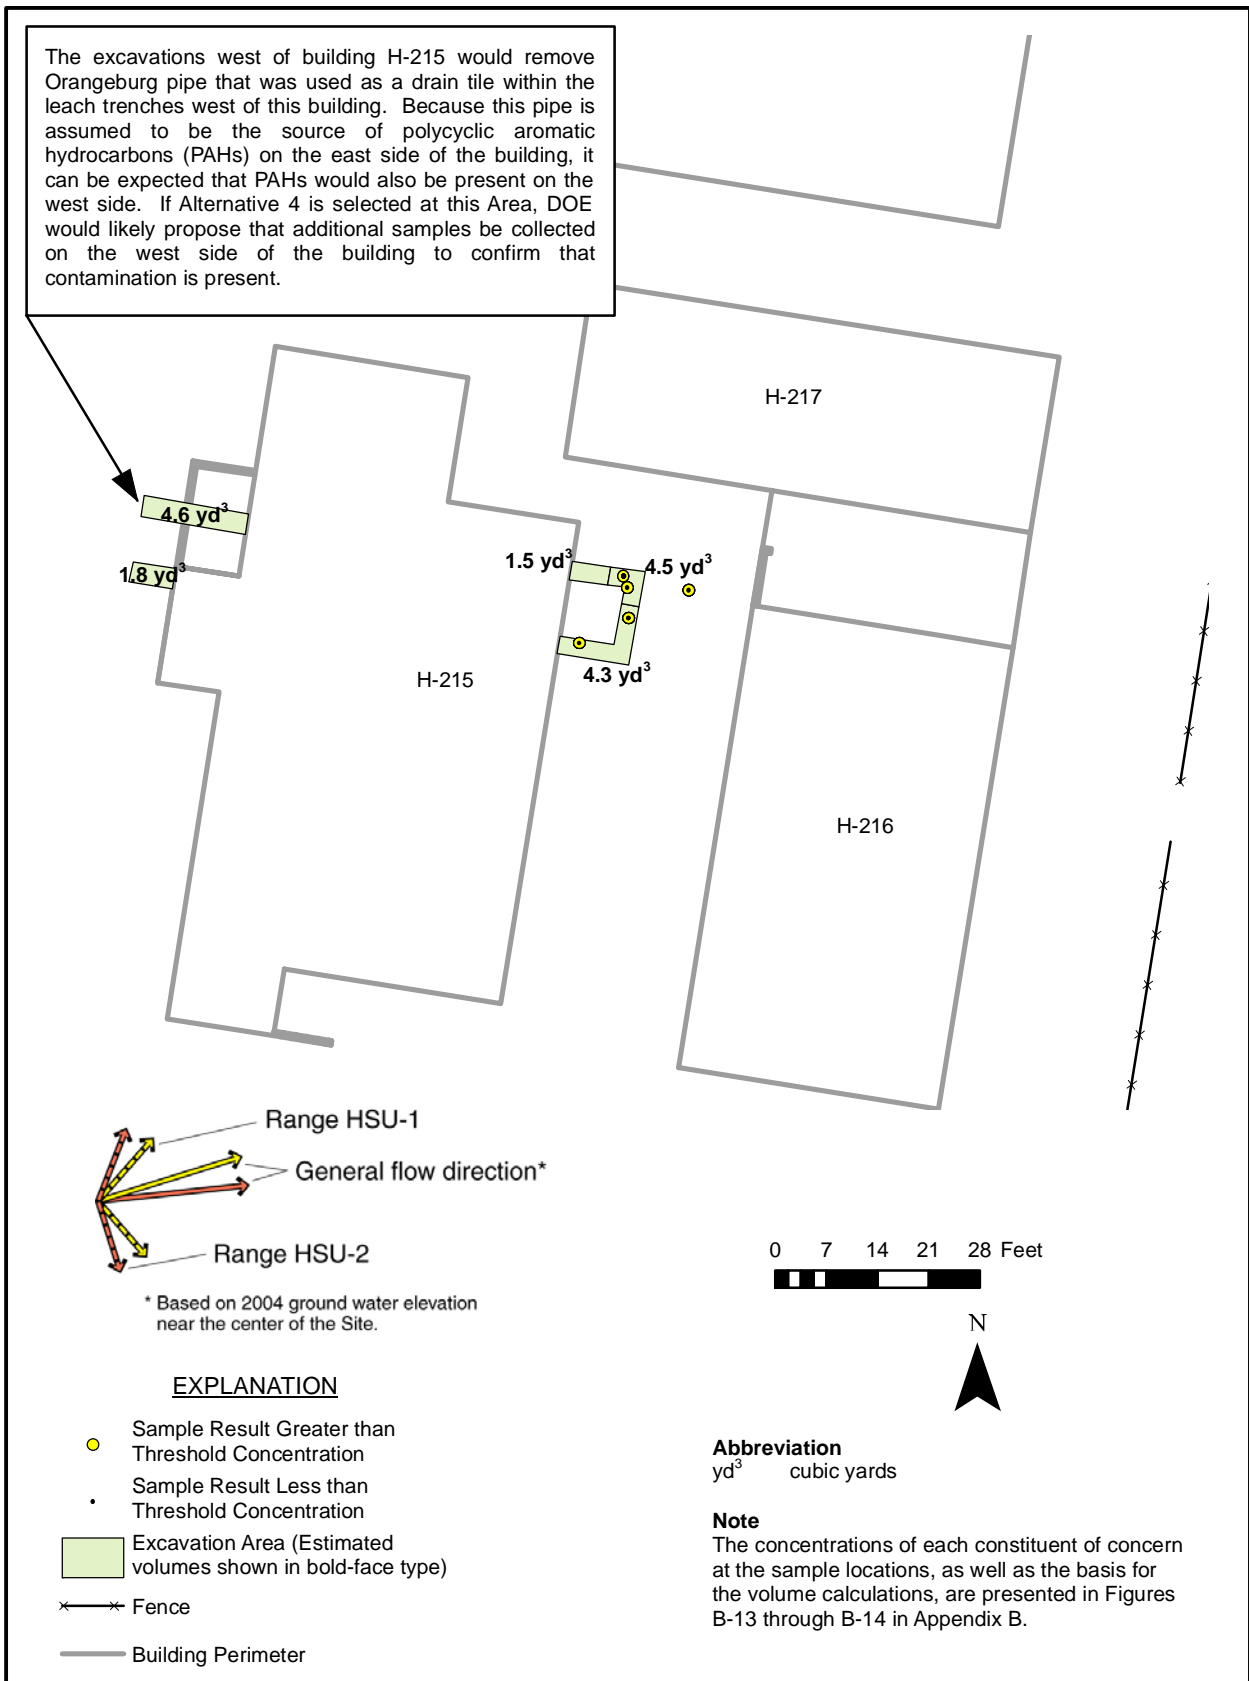 The excavations west of building H-215 would remove
Orangeburg pipe that was used as a drain tile within the
leach trenches west of this building. Because this pipe is
assumed to be the source of polycyclic aromatic
hydrocarbons (PAHs) on the east side of the building, it
can be expected that PAHs would also be present on the
west side. If Alternative 4 is selected at this Area, DOE
would likely propose that additional samples be collected
on the west side of the building to confirm that
contamination is present.
H-217
4.6 yd³
1.8 yd³
1.5 yd³
4.5 yd³
4.3 yd³
H-215
H-216
Range HSU-1
General flow direction*
Range HSU-2
* Based on 2004 ground water elevation
near the center of the Site.
0 7 14 21 28 Feet
N
EXPLANATION
Sample Result Greater than
Threshold Concentration
Sample Result Less than
Threshold Concentration
Excavation Area (Estimated
volumes shown in bold-face type)
Fence
Building Perimeter
Abbreviation
yd³ cubic yards
Note
The concentrations of each constituent of concern
at the sample locations, as well as the basis for
the volume calculations, are presented in Figures
B-13 through B-14 in Appendix B.